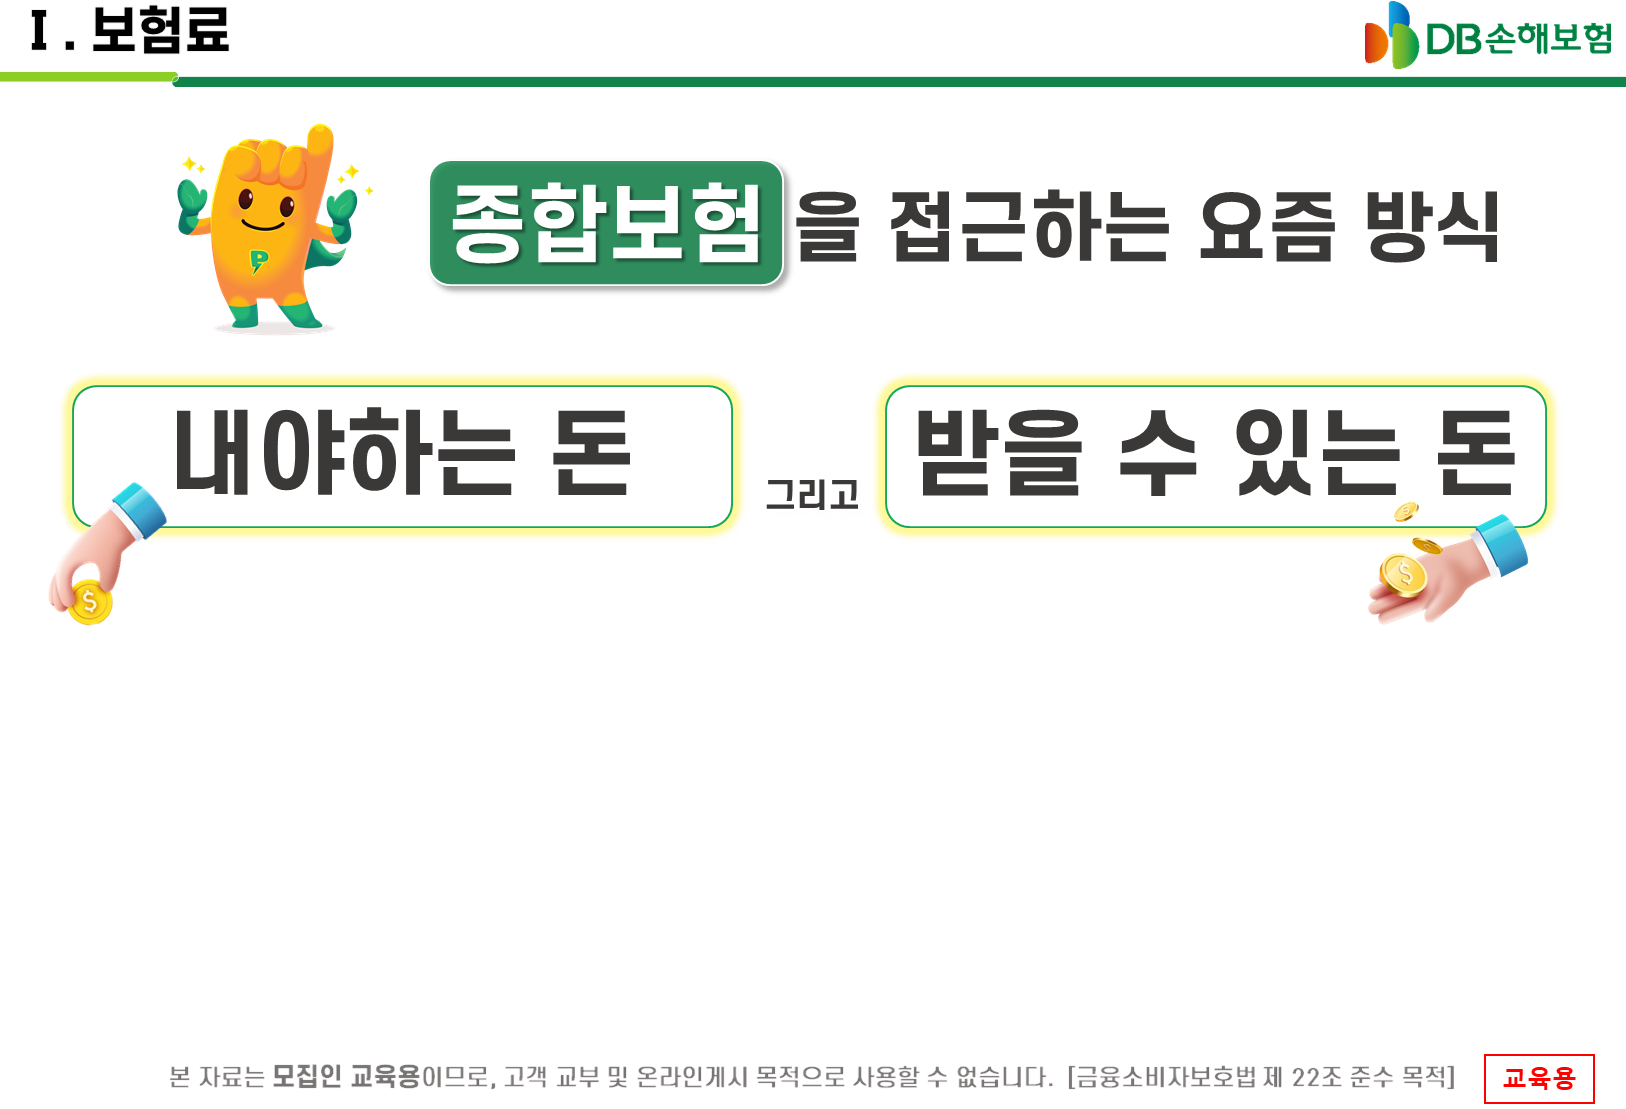 Ⅰ. 보험료
DB손해보험
종합보험을 접근하는 요즘 방식
P
내야하는 돈
그리고
받을 수 있는 돈
$
$
$
본 자료는 모집인 교육용이므로, 고객 교부 및 온라인게시 목적으로 사용할 수 없습니다. [금융소비자보호법 제 22조 준수 목적]
교육용